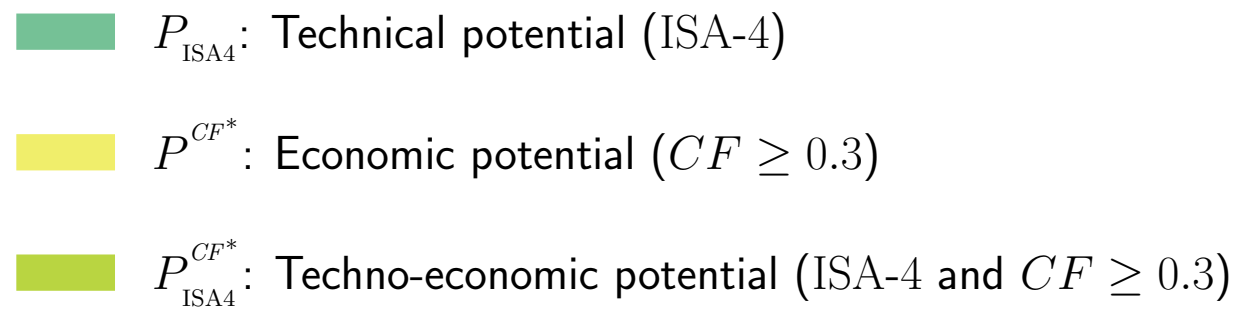 P_ISA4: Technical potential (ISA-4)
P^CF*: Economic potential (CF ≥ 0.3)
P_ISA4^CF*: Techno-economic potential (ISA-4 and CF ≥ 0.3)